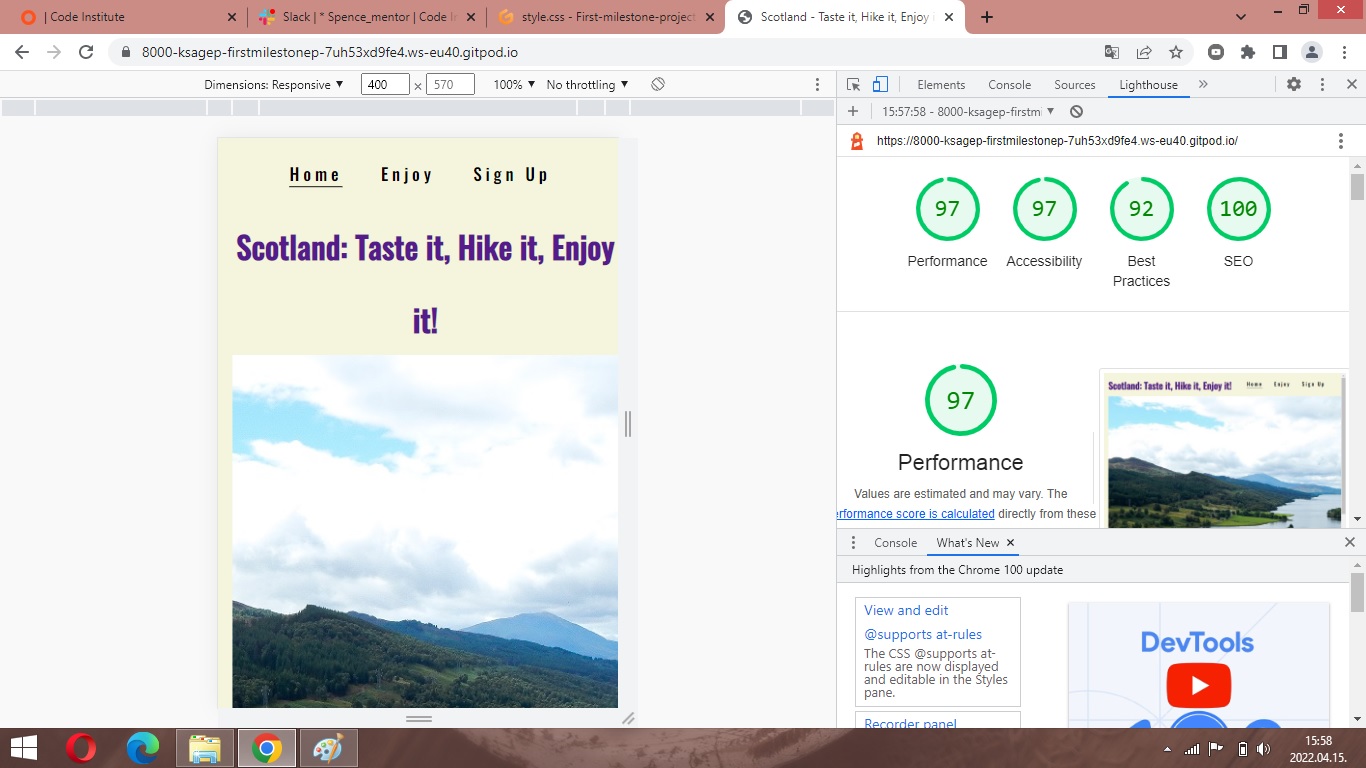 | Code Institute
Slack | * Spence_mentor | Code In
style.css - First-milestone-project
Scotland - Taste it, Hike it, Enjoy i
8000-ksagep-firstmilestonep-7uh53xd9fe4.ws-eu40.gitpod.io
Dimensions: Responsive ▼ 400 × 570 100% ▼ No throttling ▼
Elements Console Sources Lighthouse »
15:57:58 - 8000-ksagep-firstmi
https://8000-ksagep-firstmilestonep-7uh53xd9fe4.ws-eu40.gitpod.io/
Home Enjoy Sign Up
Scotland: Taste it, Hike it, Enjoy
it!
97 97 92 100
Performance Accessibility Best SEO
Practices
97
Performance
Values are estimated and may vary. The
erformance score is calculated directly from these
Scotland: Taste it, Hike it, Enjoy it! Home Enjoy Sign Up
Console What's New
Highlights from the Chrome 100 update
View and edit
@supports at-rules
The CSS @supports at-
rules are now displayed
and editable in the Styles
pane.
Recorder panel
DevTools
15:58
2022.04.15.